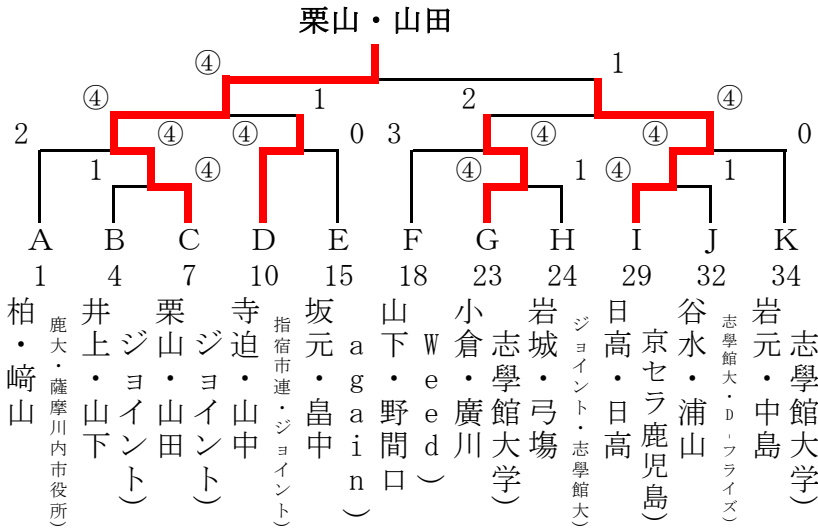 栗山・山田
④ 1
④ 1 2 ④
2 ④ ④ 0 3 ④ ④ 0
1 ④ ④ 1 ④ 1
A B C D E F G H I J K
1 4 7 10 15 18 23 24 29 32 34
柏・﨑山
鹿大・薩摩川内市役所)
井上・山下
ジョイント)
栗山・山田
ジョイント)
寺迫・山中
指宿市連・ジョイント)
坂元・畠中
again)
山下・野間口
Weed)
小倉・廣川
志學館大学)
岩城・弓塲
ジョイント・志學館大)
日高・日高
京セラ鹿児島)
谷水・浦山
志學館大・D-フライズ)
岩元・中島
志學館大学)